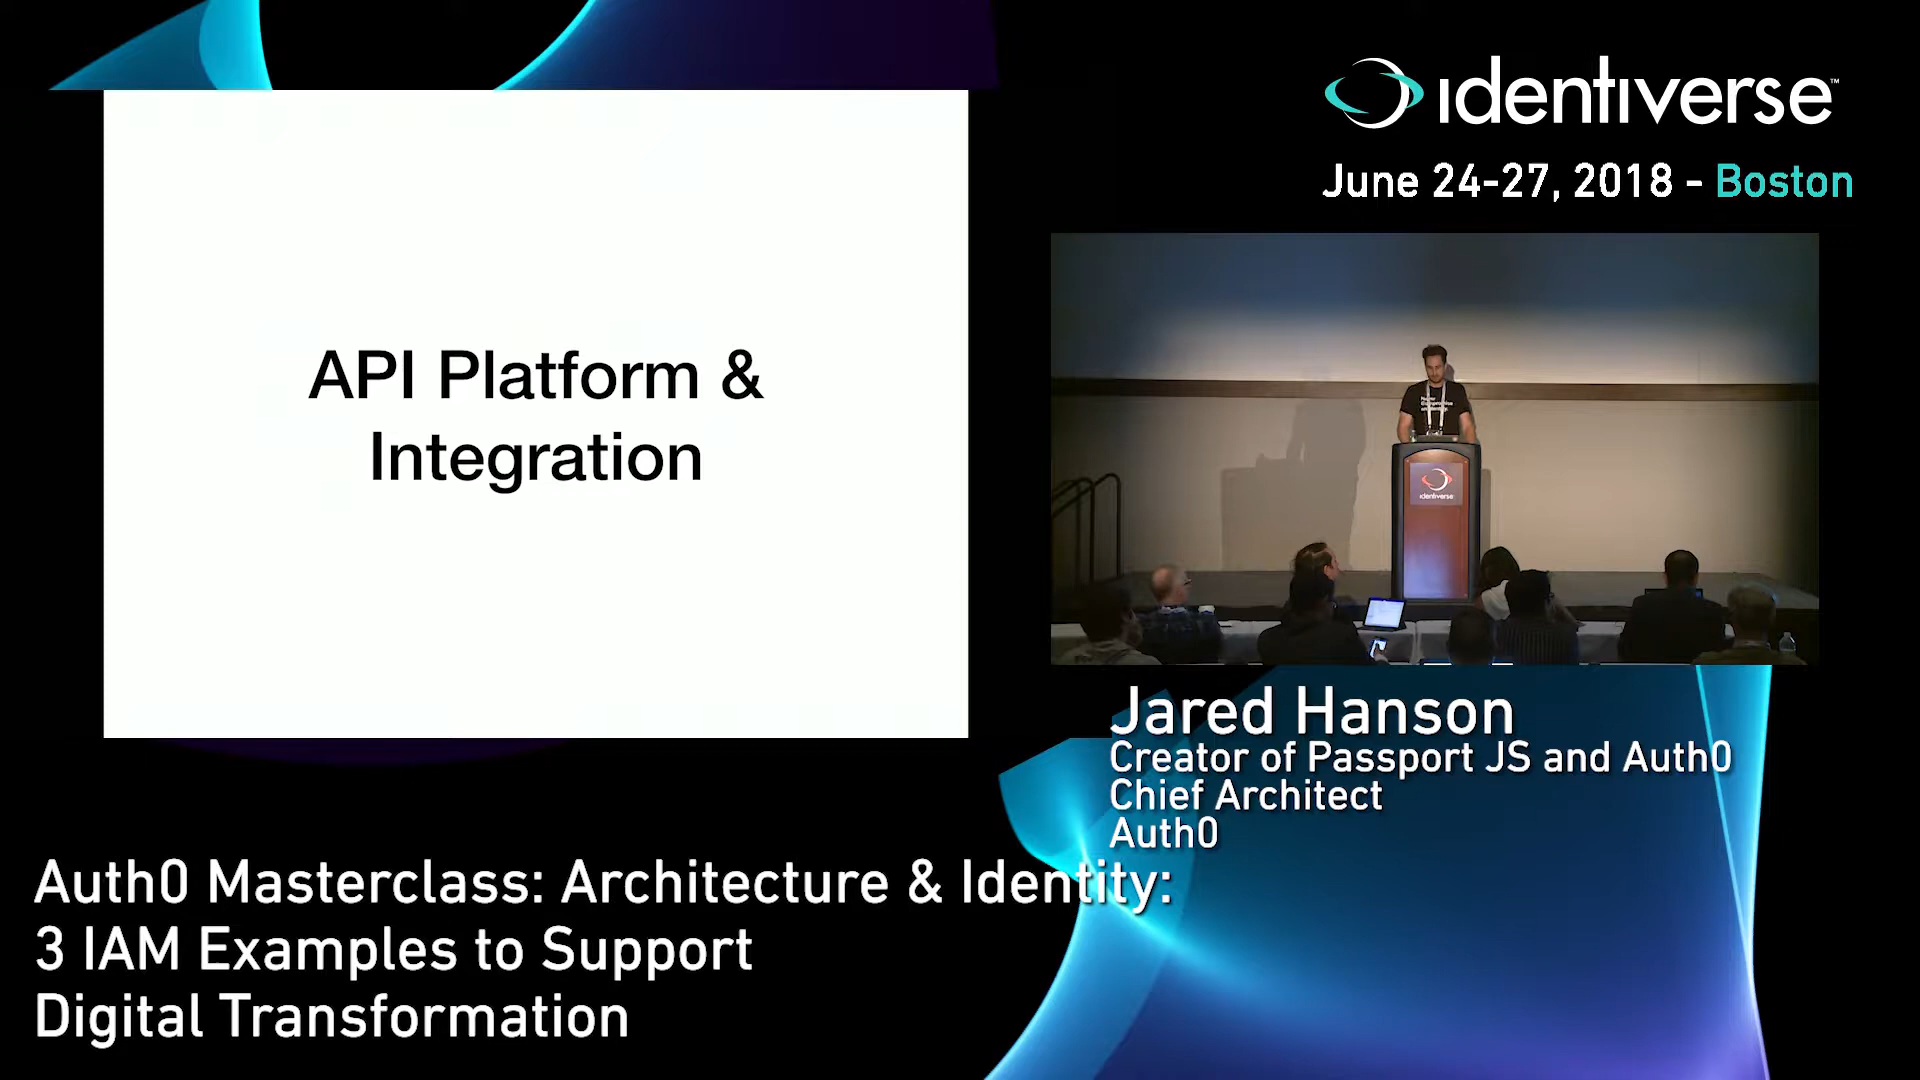 identiverse™
June 24-27, 2018 - Boston
API Platform &
Integration
identiverse
Jared Hanson
Creator of Passport JS and Auth0
Chief Architect
Auth0
Auth0 Masterclass: Architecture & Identity:
3 IAM Examples to Support
Digital Transformation